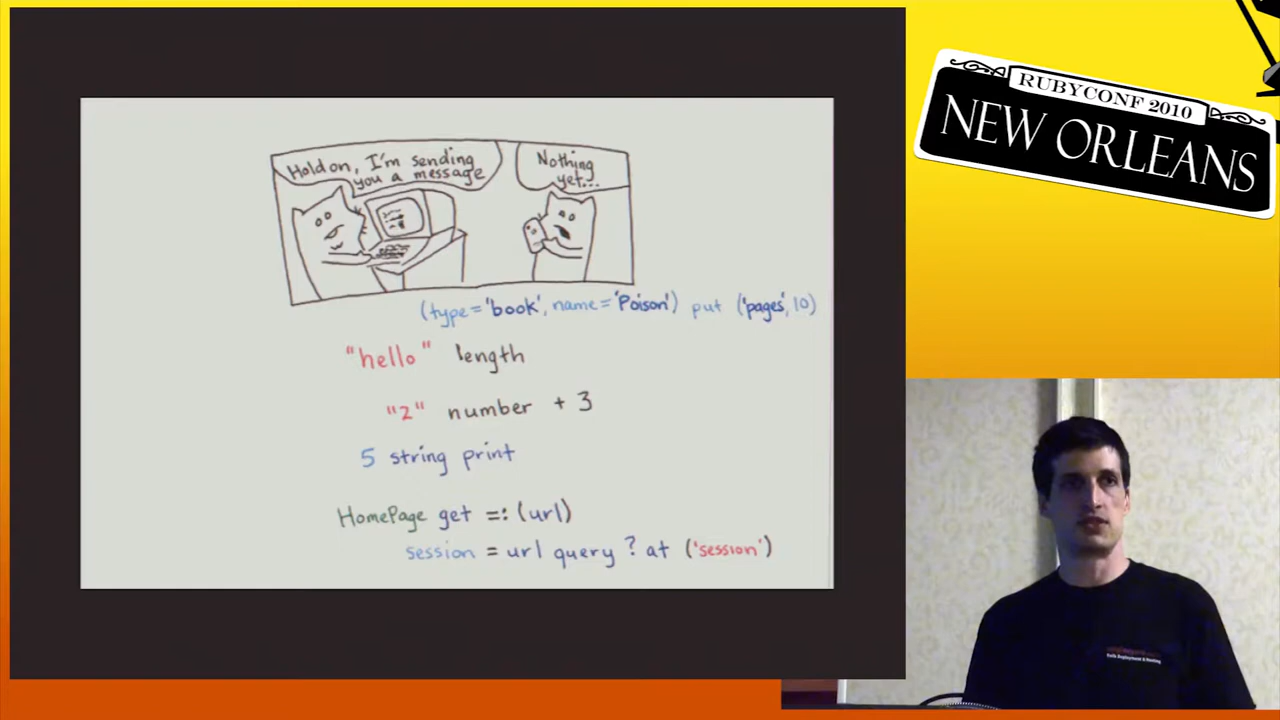 RUBYCONF 2010
NEW ORLEANS
Hold on, I'm sending
you a message
Nothing
yet...
(type='book', name='Poison') put ('pages', 10)
"hello" length
"2" number + 3
5 string print
HomePage get =: (url)
session = url query ? at ('session')